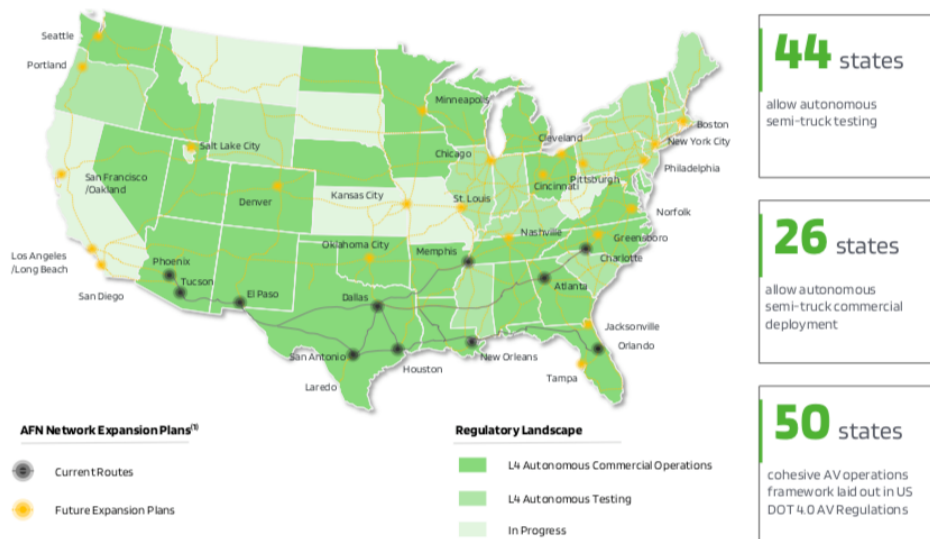 Seattle
Portland
Minneapolis
Boston
Cleveland
New York City
Salt Lake City
Chicago
Philadelphia
San Francisco
/Oakland
Pittsburgh
Cincinnati
Kansas City
St. Louis
Denver
Norfolk
Nashville
Greensboro
Oklahoma City
Memphis
Charlotte
Los Angeles
/Long Beach
Phoenix
Tucson
Atlanta
San Diego
El Paso
Dallas
Jacksonville
Orlando
San Antonio
New Orleans
Houston
Tampa
Laredo
AFN Network Expansion Plans(1)
Current Routes
Future Expansion Plans
Regulatory Landscape
L4 Autonomous Commercial Operations
L4 Autonomous Testing
In Progress
44 states
allow autonomous
semi-truck testing
26 states
allow autonomous
semi-truck commercial
deployment
50 states
cohesive AV operations
framework laid out in US
DOT 4.0 AV Regulations